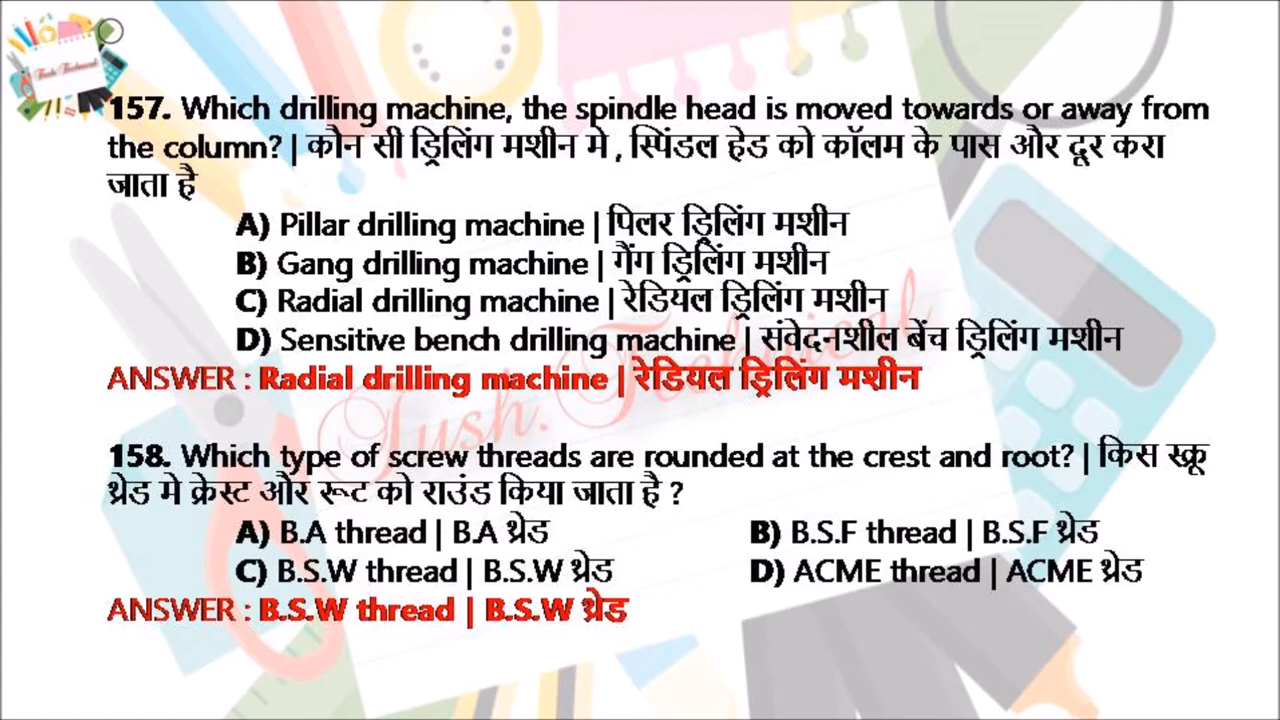 157. Which drilling machine, the spindle head is moved towards or away from
the column? | कौन सी ड्रिलिंग मशीन मे , स्पिंडल हेड को कॉलम के पास और दूर करा
जाता है
A) Pillar drilling machine | पिलर ड्रिलिंग मशीन
B) Gang drilling machine | गैंग ड्रिलिंग मशीन
C) Radial drilling machine | रेडियल ड्रिलिंग मशीन
D) Sensitive bench drilling machine | संवेदनशील बेंच ड्रिलिंग मशीन
ANSWER : Radial drilling machine | रेडियल ड्रिलिंग मशीन
158. Which type of screw threads are rounded at the crest and root? | किस स्क्रू
थ्रेड मे क्रेस्ट और रूट को राउंड किया जाता है ?
A) B.A thread | B.A थ्रेड B) B.S.F thread | B.S.F थ्रेड
C) B.S.W thread | B.S.W थ्रेड D) ACME thread | ACME थ्रेड
ANSWER : B.S.W thread | B.S.W थ्रेड